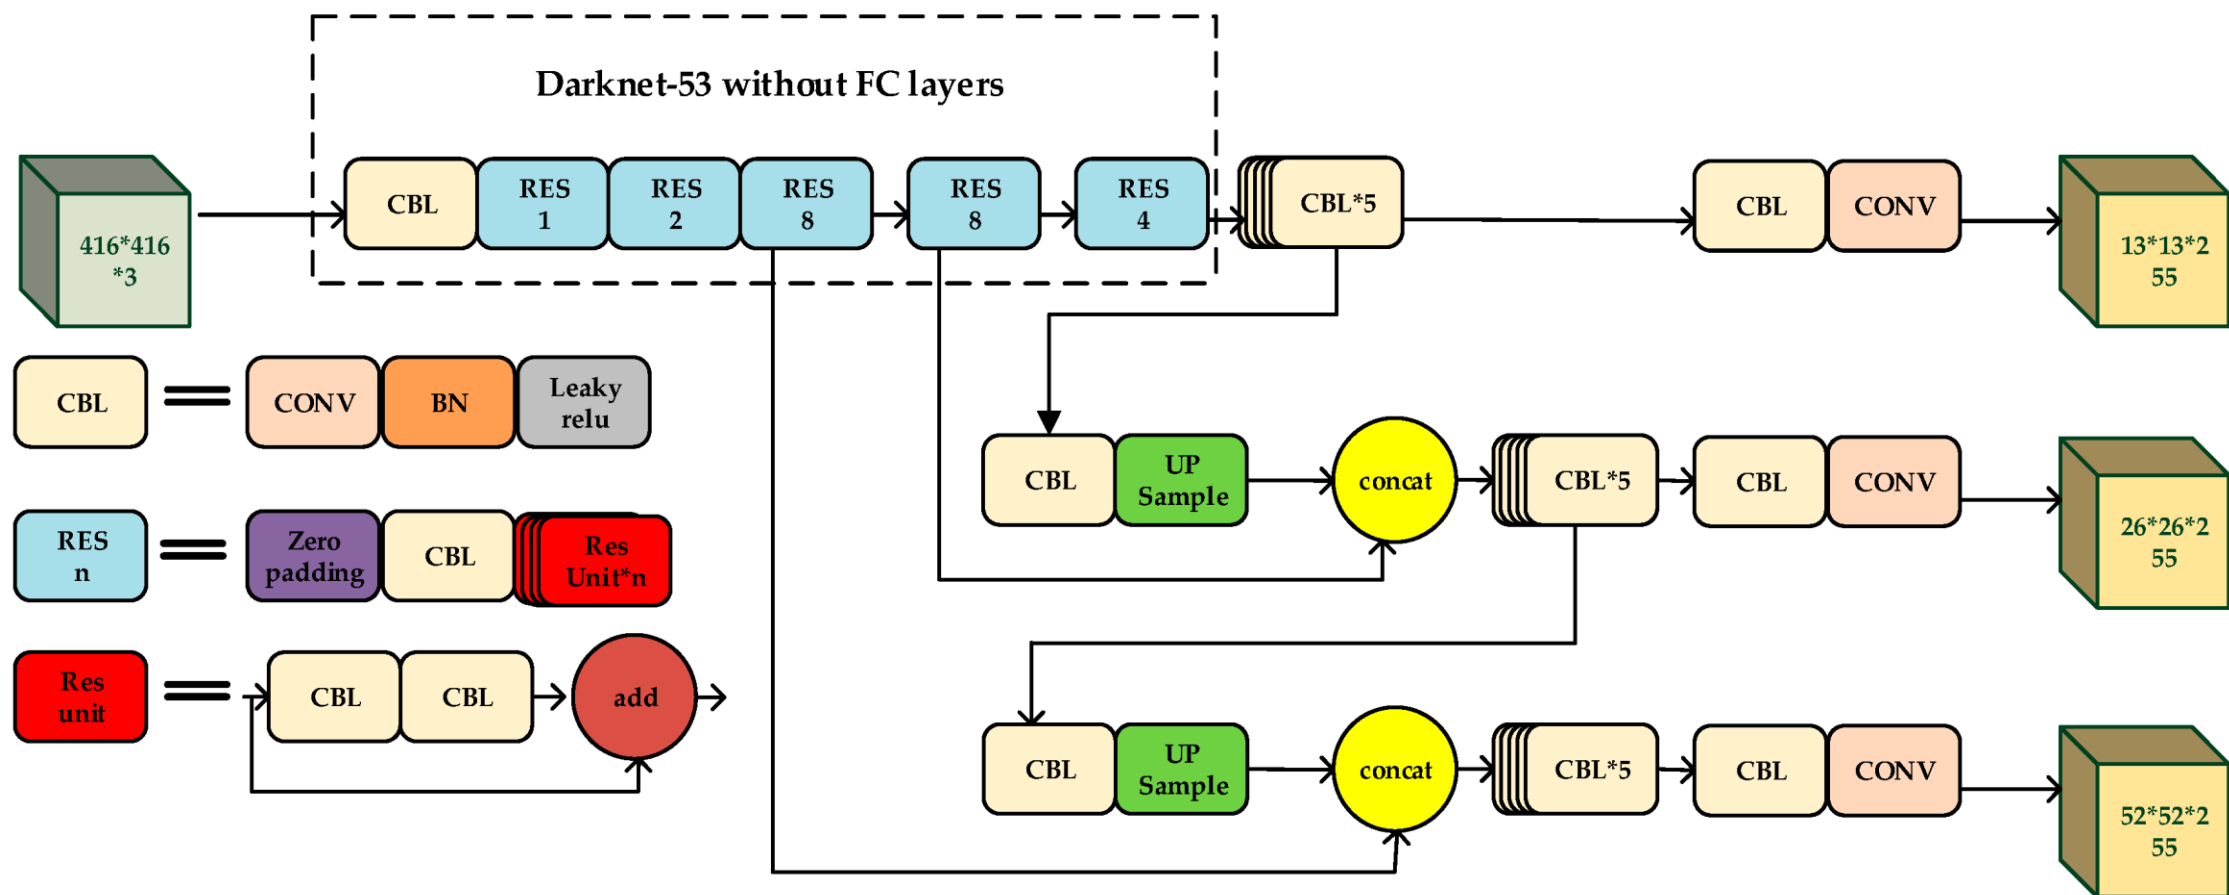 Darknet-53 without FC layers
416*416
*3
CBL
RES
1
RES
2
RES
8
RES
8
RES
4
CBL*5
CBL
CONV
13*13*2
55
CBL
CONV
BN
Leaky
relu
CBL
UP
Sample
concat
CBL*5
CBL
CONV
26*26*2
55
RES
n
Zero
padding
CBL
Res
Unit*n
Res
unit
CBL
CBL
add
CBL
UP
Sample
concat
CBL*5
CBL
CONV
52*52*2
55